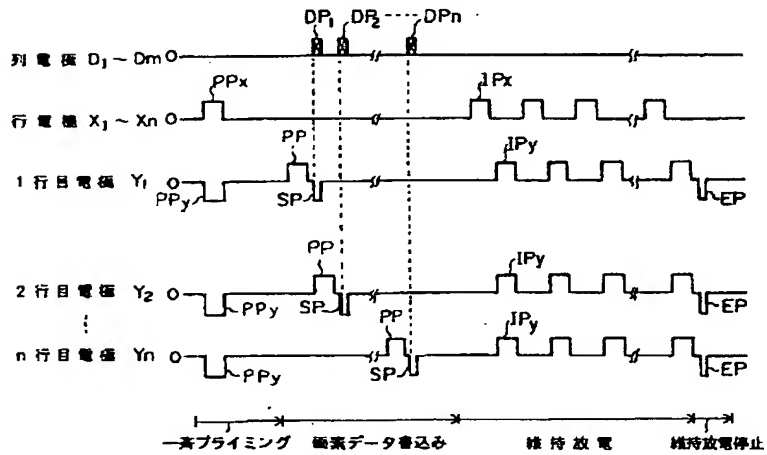 DP1 DP2 ---- DPn
列電極 D1~Dm 0
PPx IPx
行電極 X1~Xn 0
PP IPy
1行目電極 Y1 0
PPy SP EP
PP IPy
2行目電極 Y2 0
PPy SP EP
PP IPy
n行目電極 Yn 0
PPy SP EP
一斉プライミング 画素データ書込み 維持放電 維持放電停止